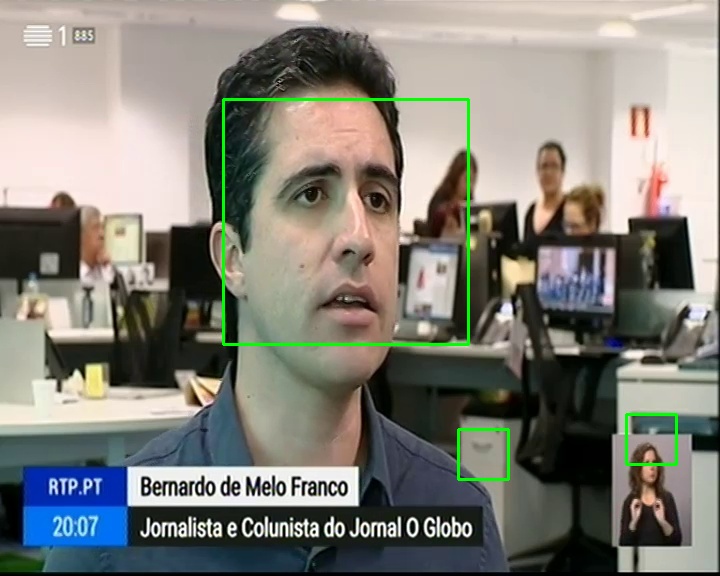 1 885
RTP.PT
Bernardo de Melo Franco
20:07
Jornalista e Colunista do Jornal O Globo